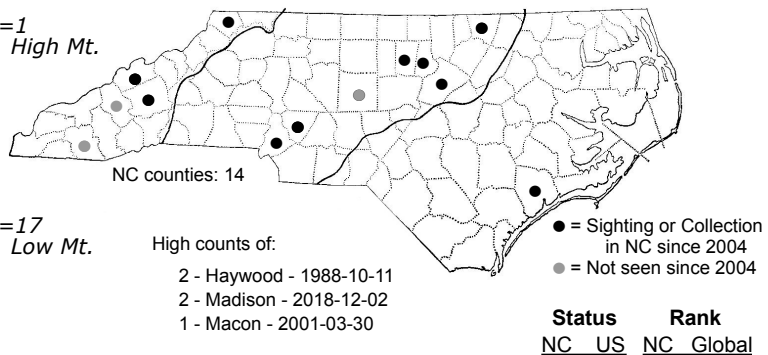 =1
High Mt.
NC counties: 14
=17
Low Mt.
High counts of:
2 - Haywood - 1988-10-11
2 - Madison - 2018-12-02
1 - Macon - 2001-03-30
● = Sighting or Collection
in NC since 2004
● = Not seen since 2004
Status Rank
NC US NC Global